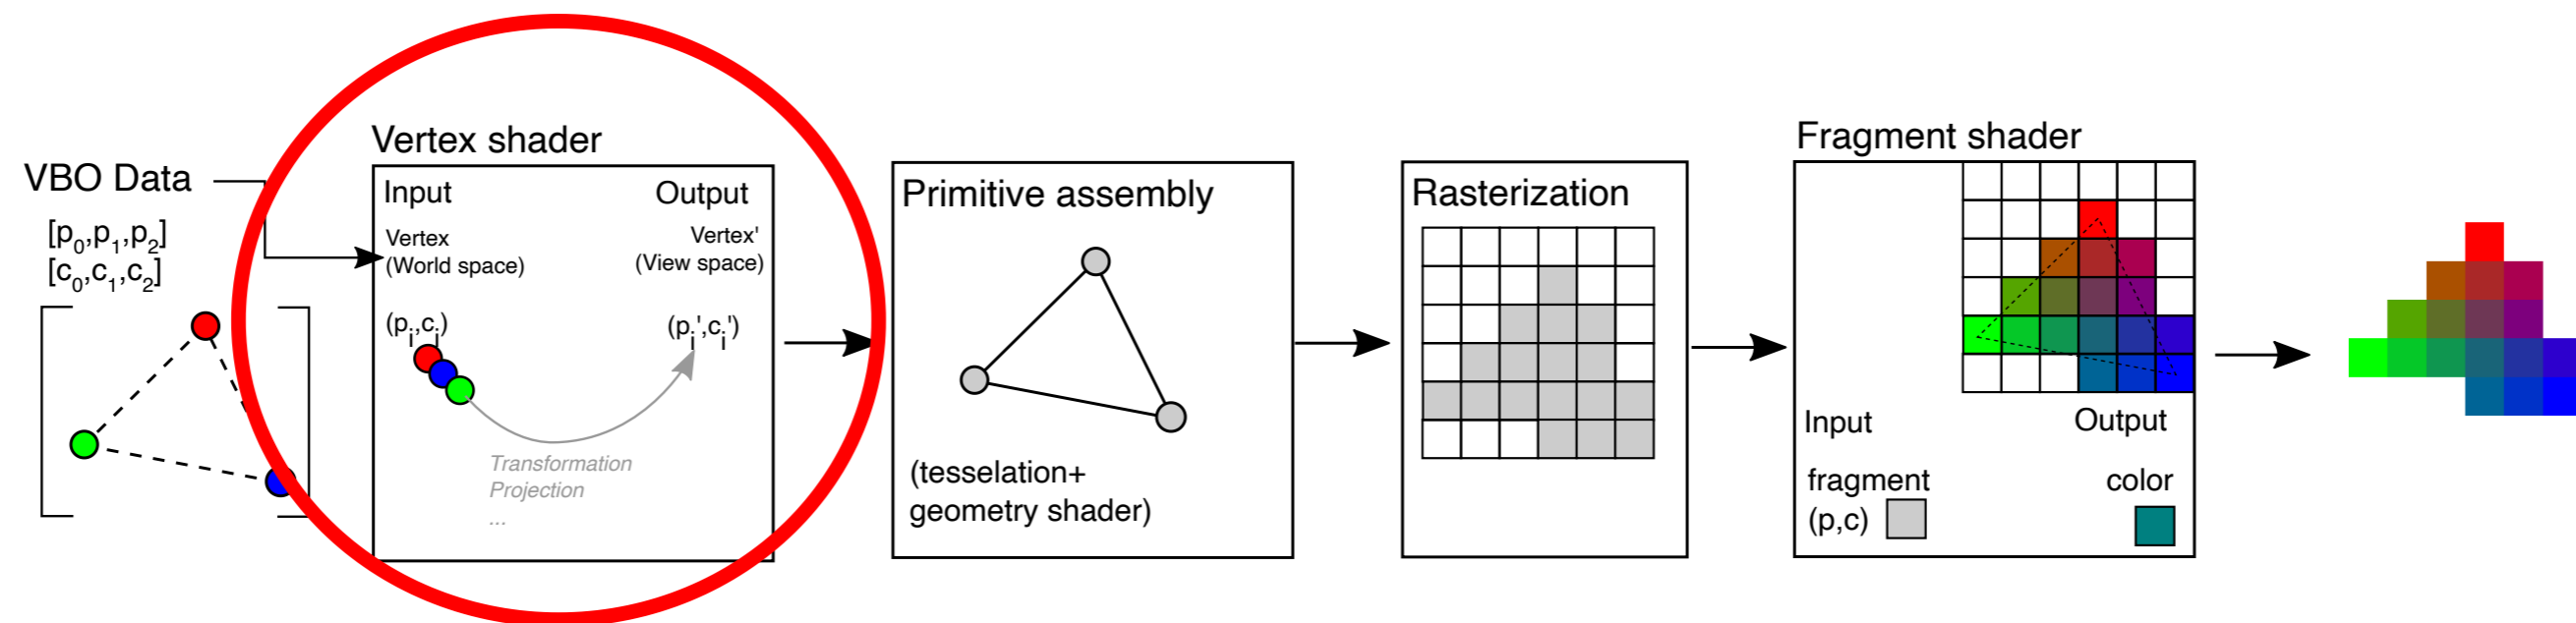 VBO Data
[p0,p1,p2]
[c0,c1,c2]
Vertex shader
Input
Output
Vertex
(World space)
Vertex'
(View space)
(pi,ci)
(pi',ci')
Transformation
Projection
...
Primitive assembly
(tesselation+
geometry shader)
Rasterization
Fragment shader
Input
Output
fragment
(p,c)
color